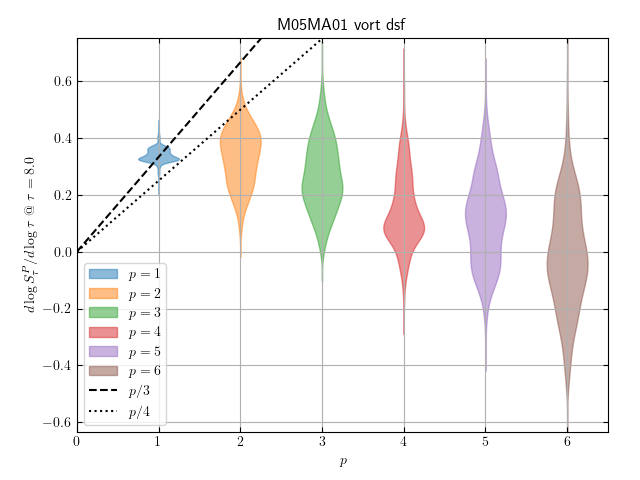 M05MA01 vort dsf
d log S_τ^P / d log τ @ τ = 8.0
0.6
0.4
0.2
0.0
−0.2
−0.4
−0.6
p = 1
p = 2
p = 3
p = 4
p = 5
p = 6
p/3
p/4
0 1 2 3 4 5 6
p